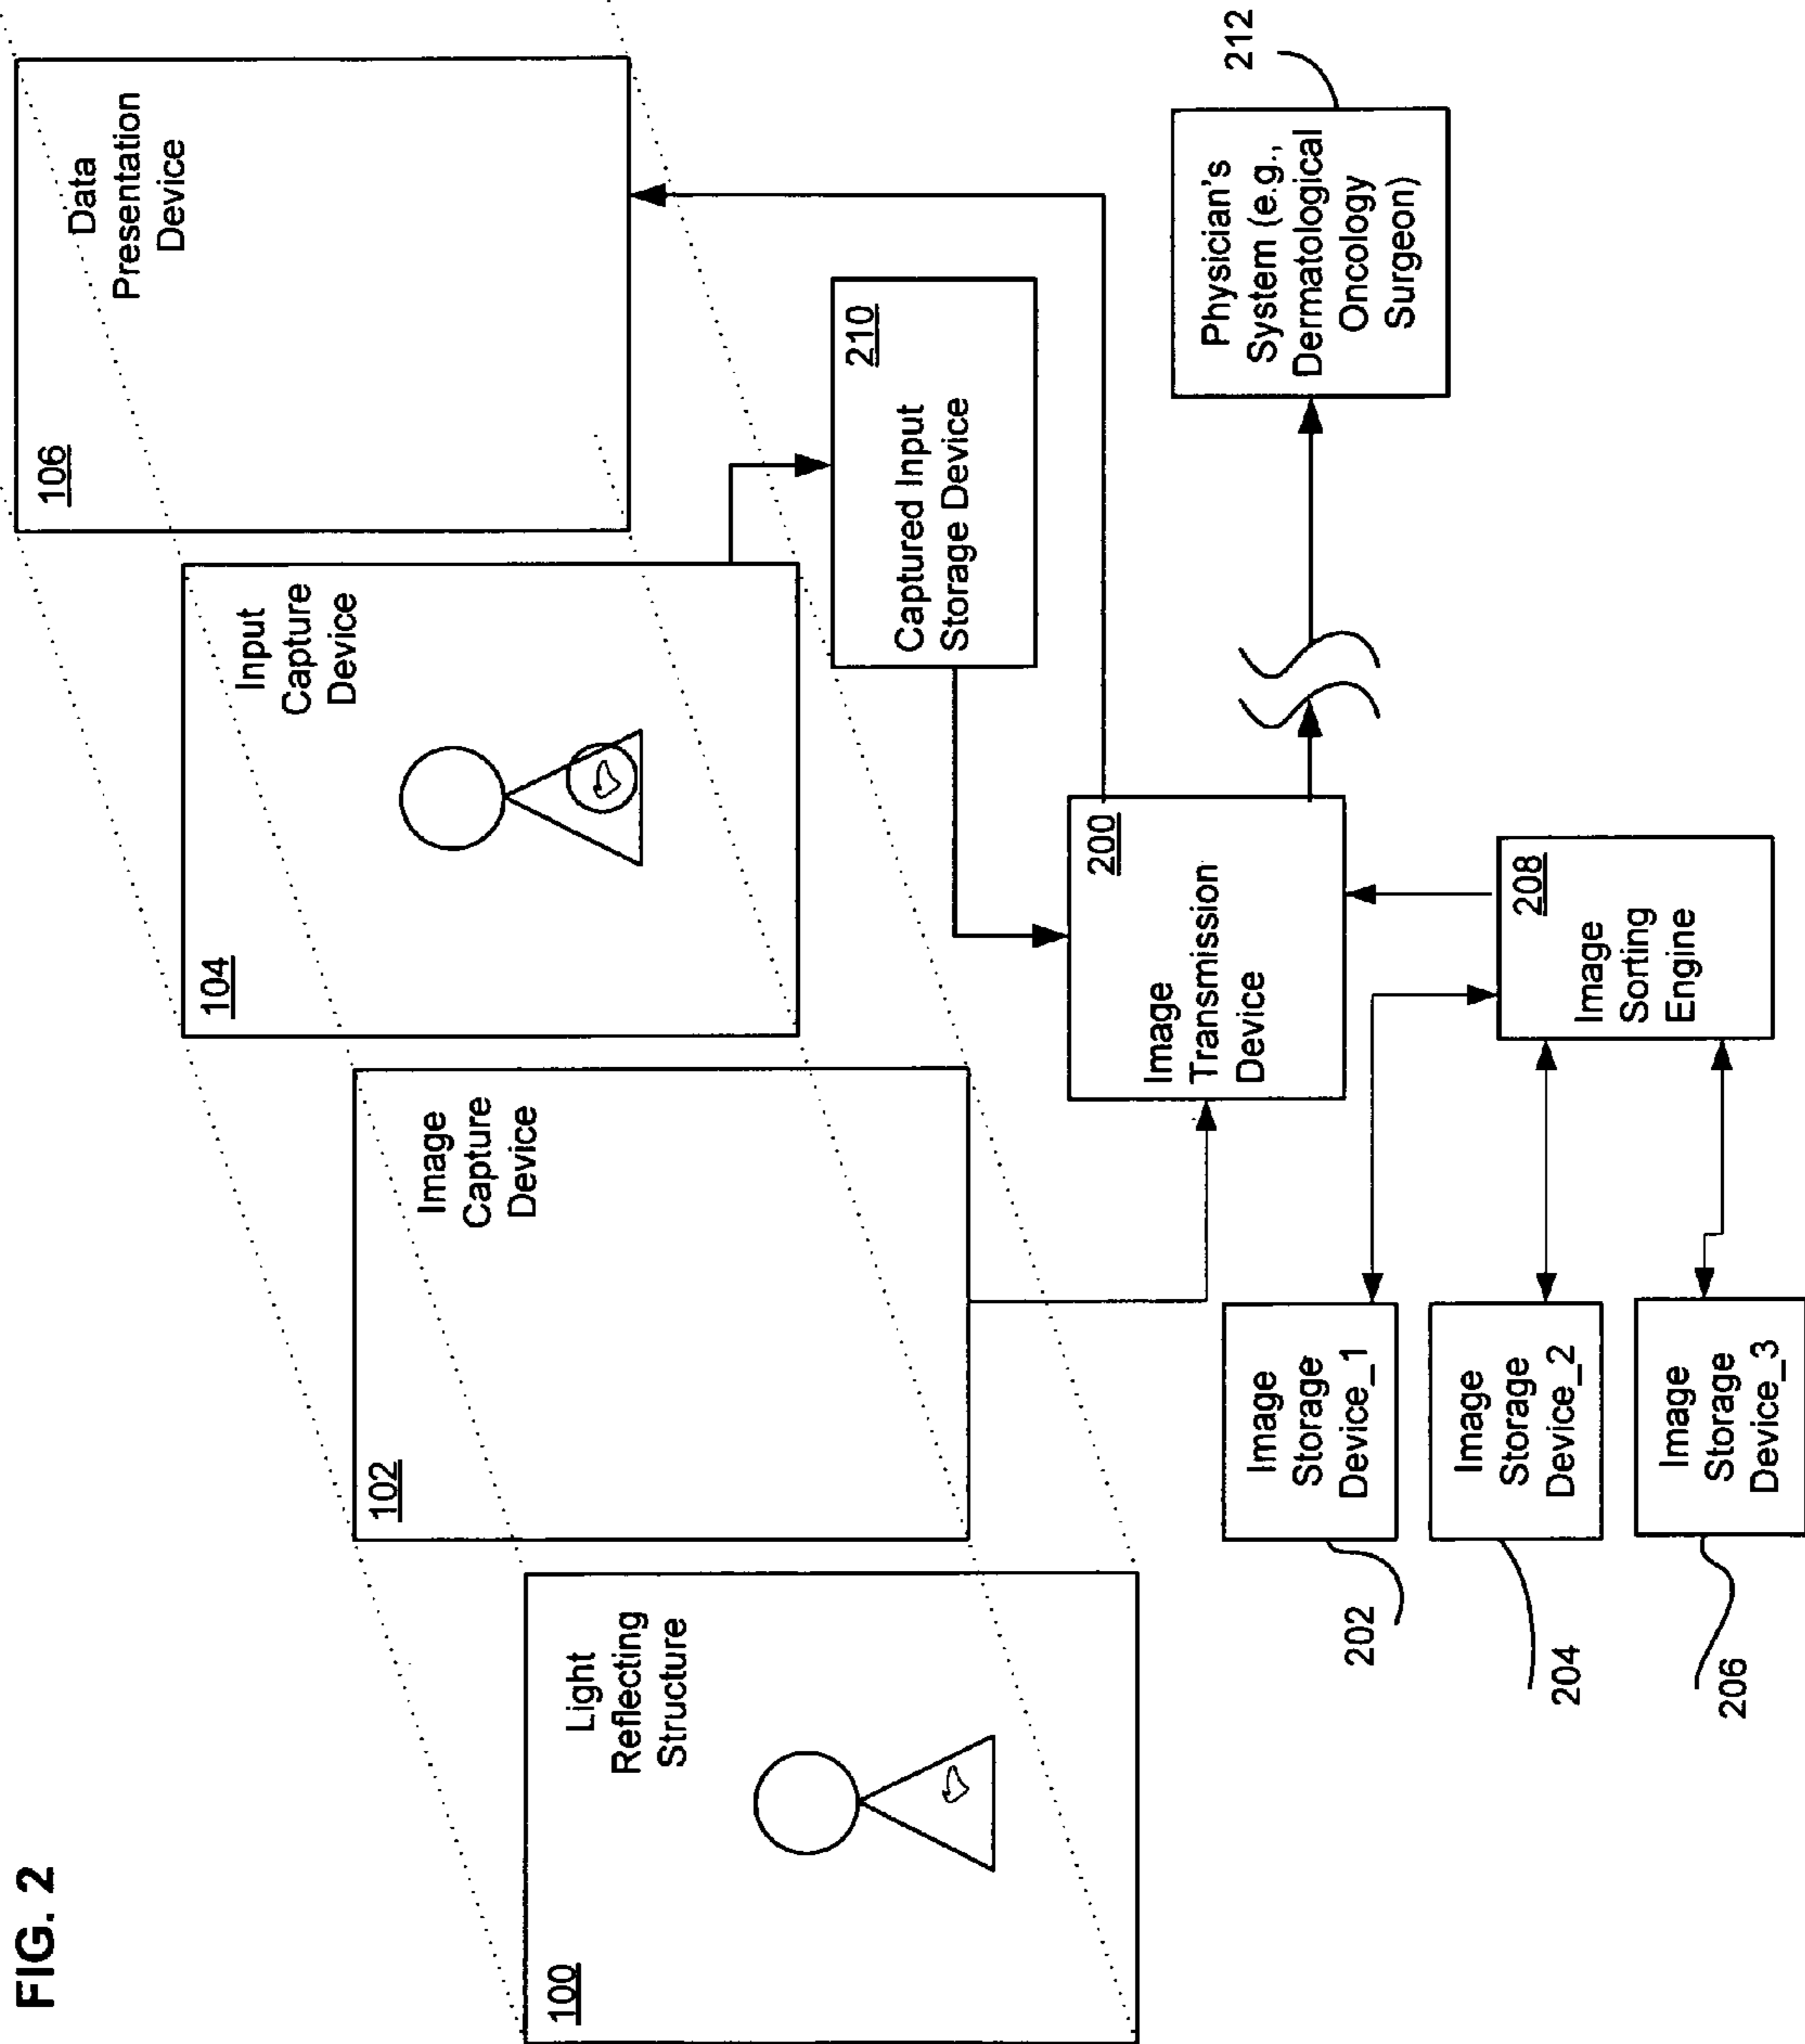 FIG. 2
100
Light
Reflecting
Structure
102
Image
Capture
Device
104
Input
Capture
Device
106
Data
Presentation
Device
210
Captured Input
Storage Device
200
Image
Transmission
Device
212
Physician's
System (e.g.,
Dermatological
Oncology
Surgeon)
208
Image
Sorting
Engine
Image
Storage
Device_1
202
Image
Storage
Device_2
204
Image
Storage
Device_3
206